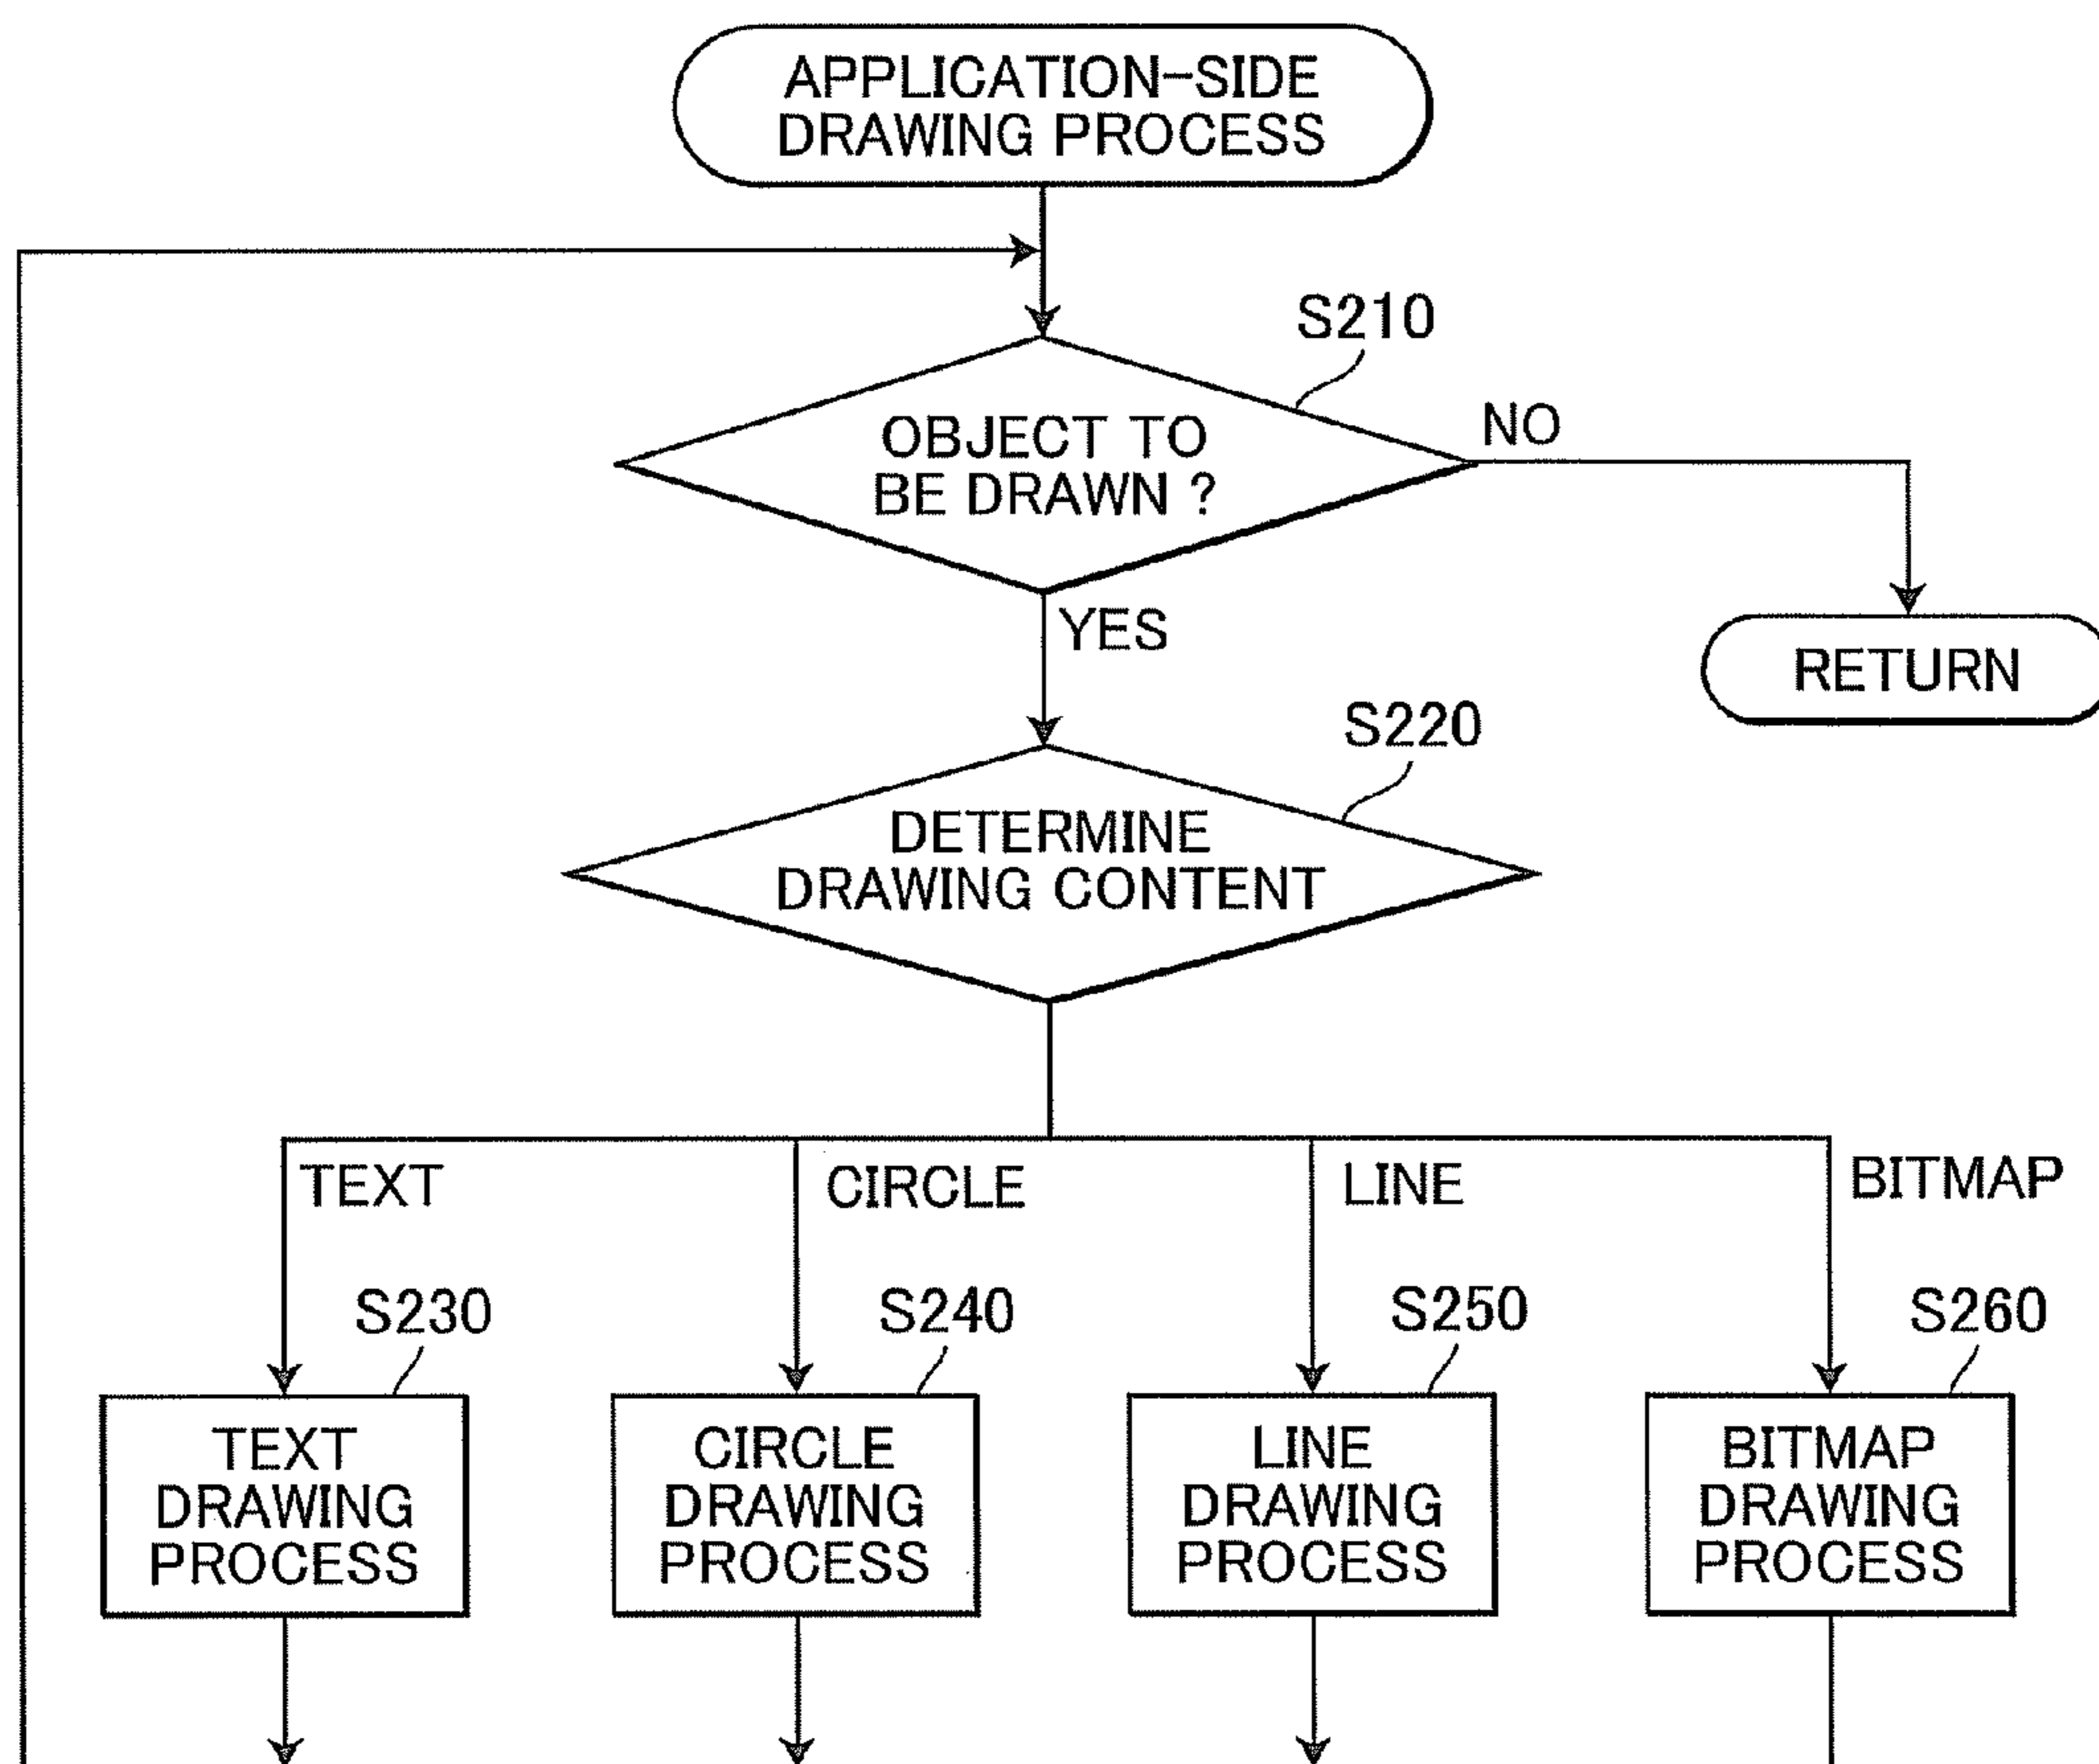 APPLICATION-SIDE
DRAWING PROCESS
S210
OBJECT TO
BE DRAWN ?
NO
YES
RETURN
S220
DETERMINE
DRAWING CONTENT
TEXT
CIRCLE
LINE
BITMAP
S230
S240
S250
S260
TEXT
DRAWING
PROCESS
CIRCLE
DRAWING
PROCESS
LINE
DRAWING
PROCESS
BITMAP
DRAWING
PROCESS